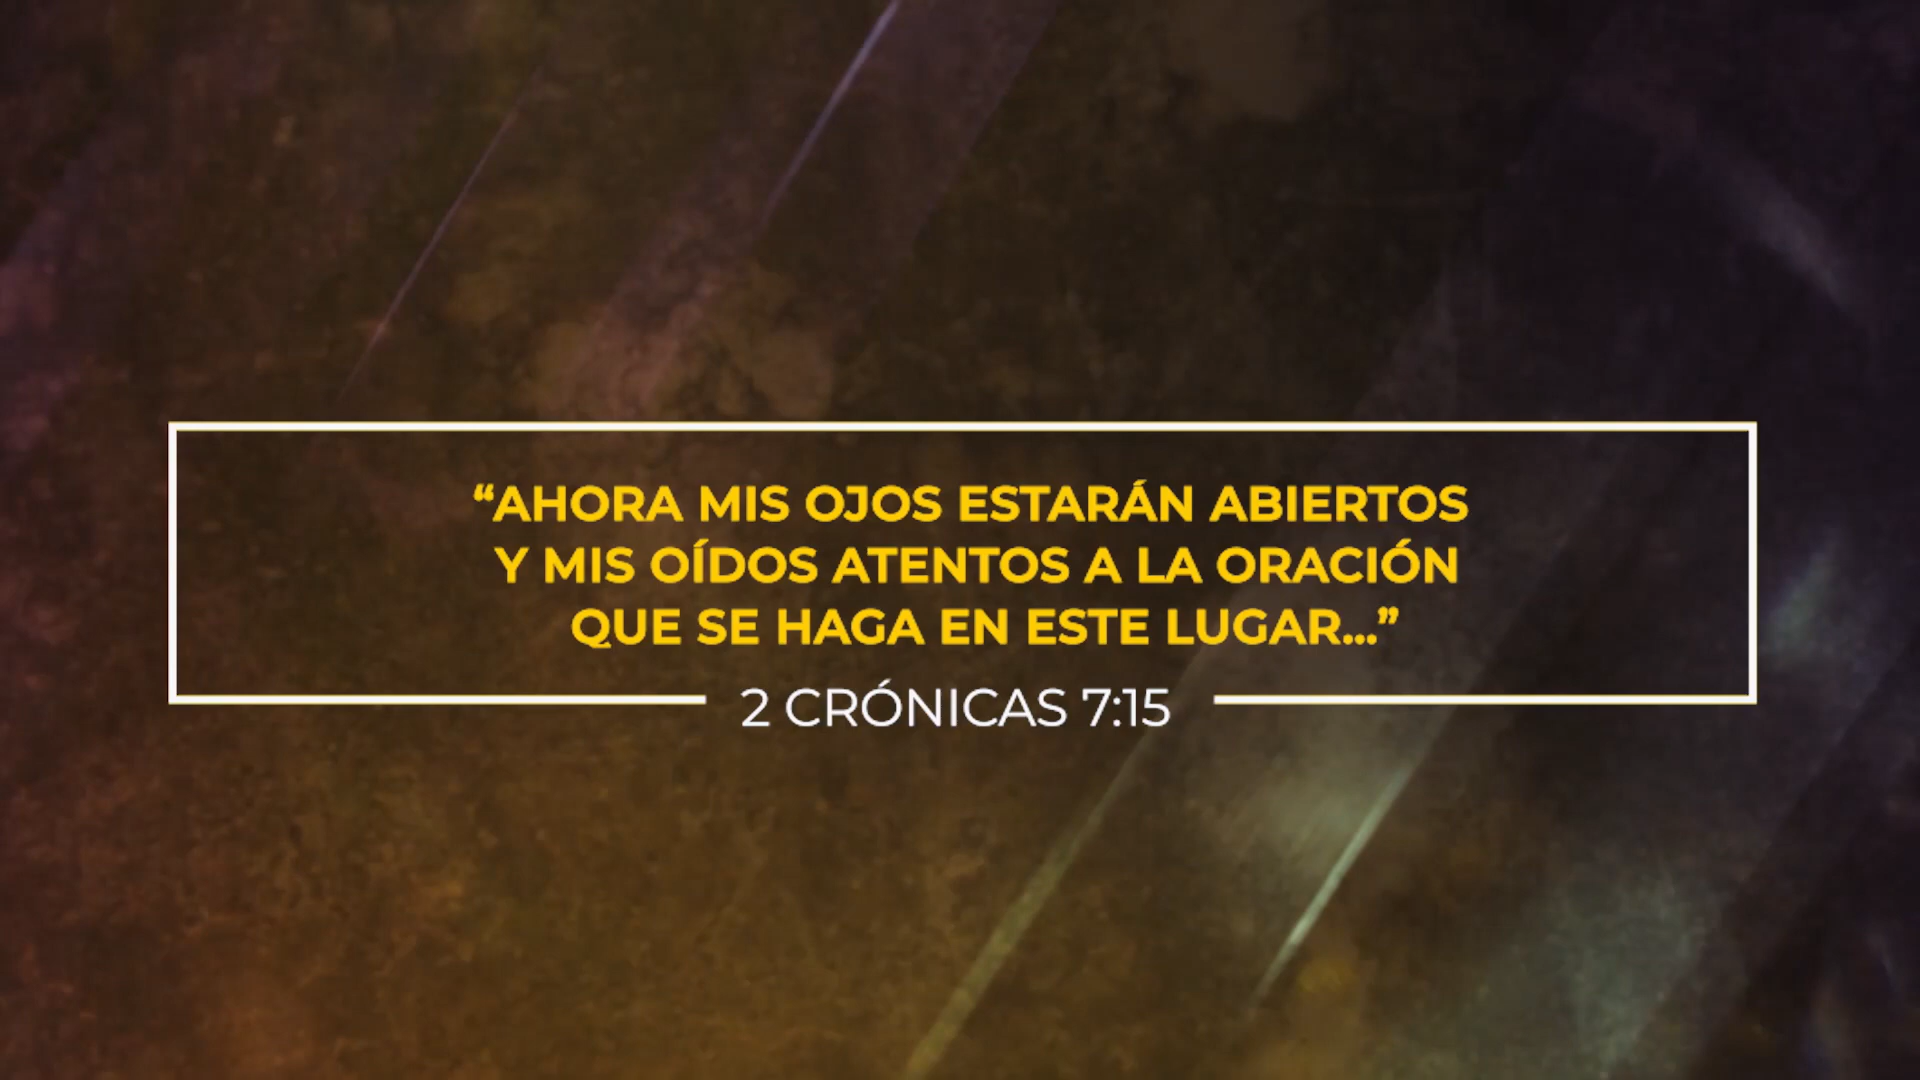 “AHORA MIS OJOS ESTARÁN ABIERTOS
Y MIS OÍDOS ATENTOS A LA ORACIÓN
QUE SE HAGA EN ESTE LUGAR...”
2 CRÓNICAS 7:15